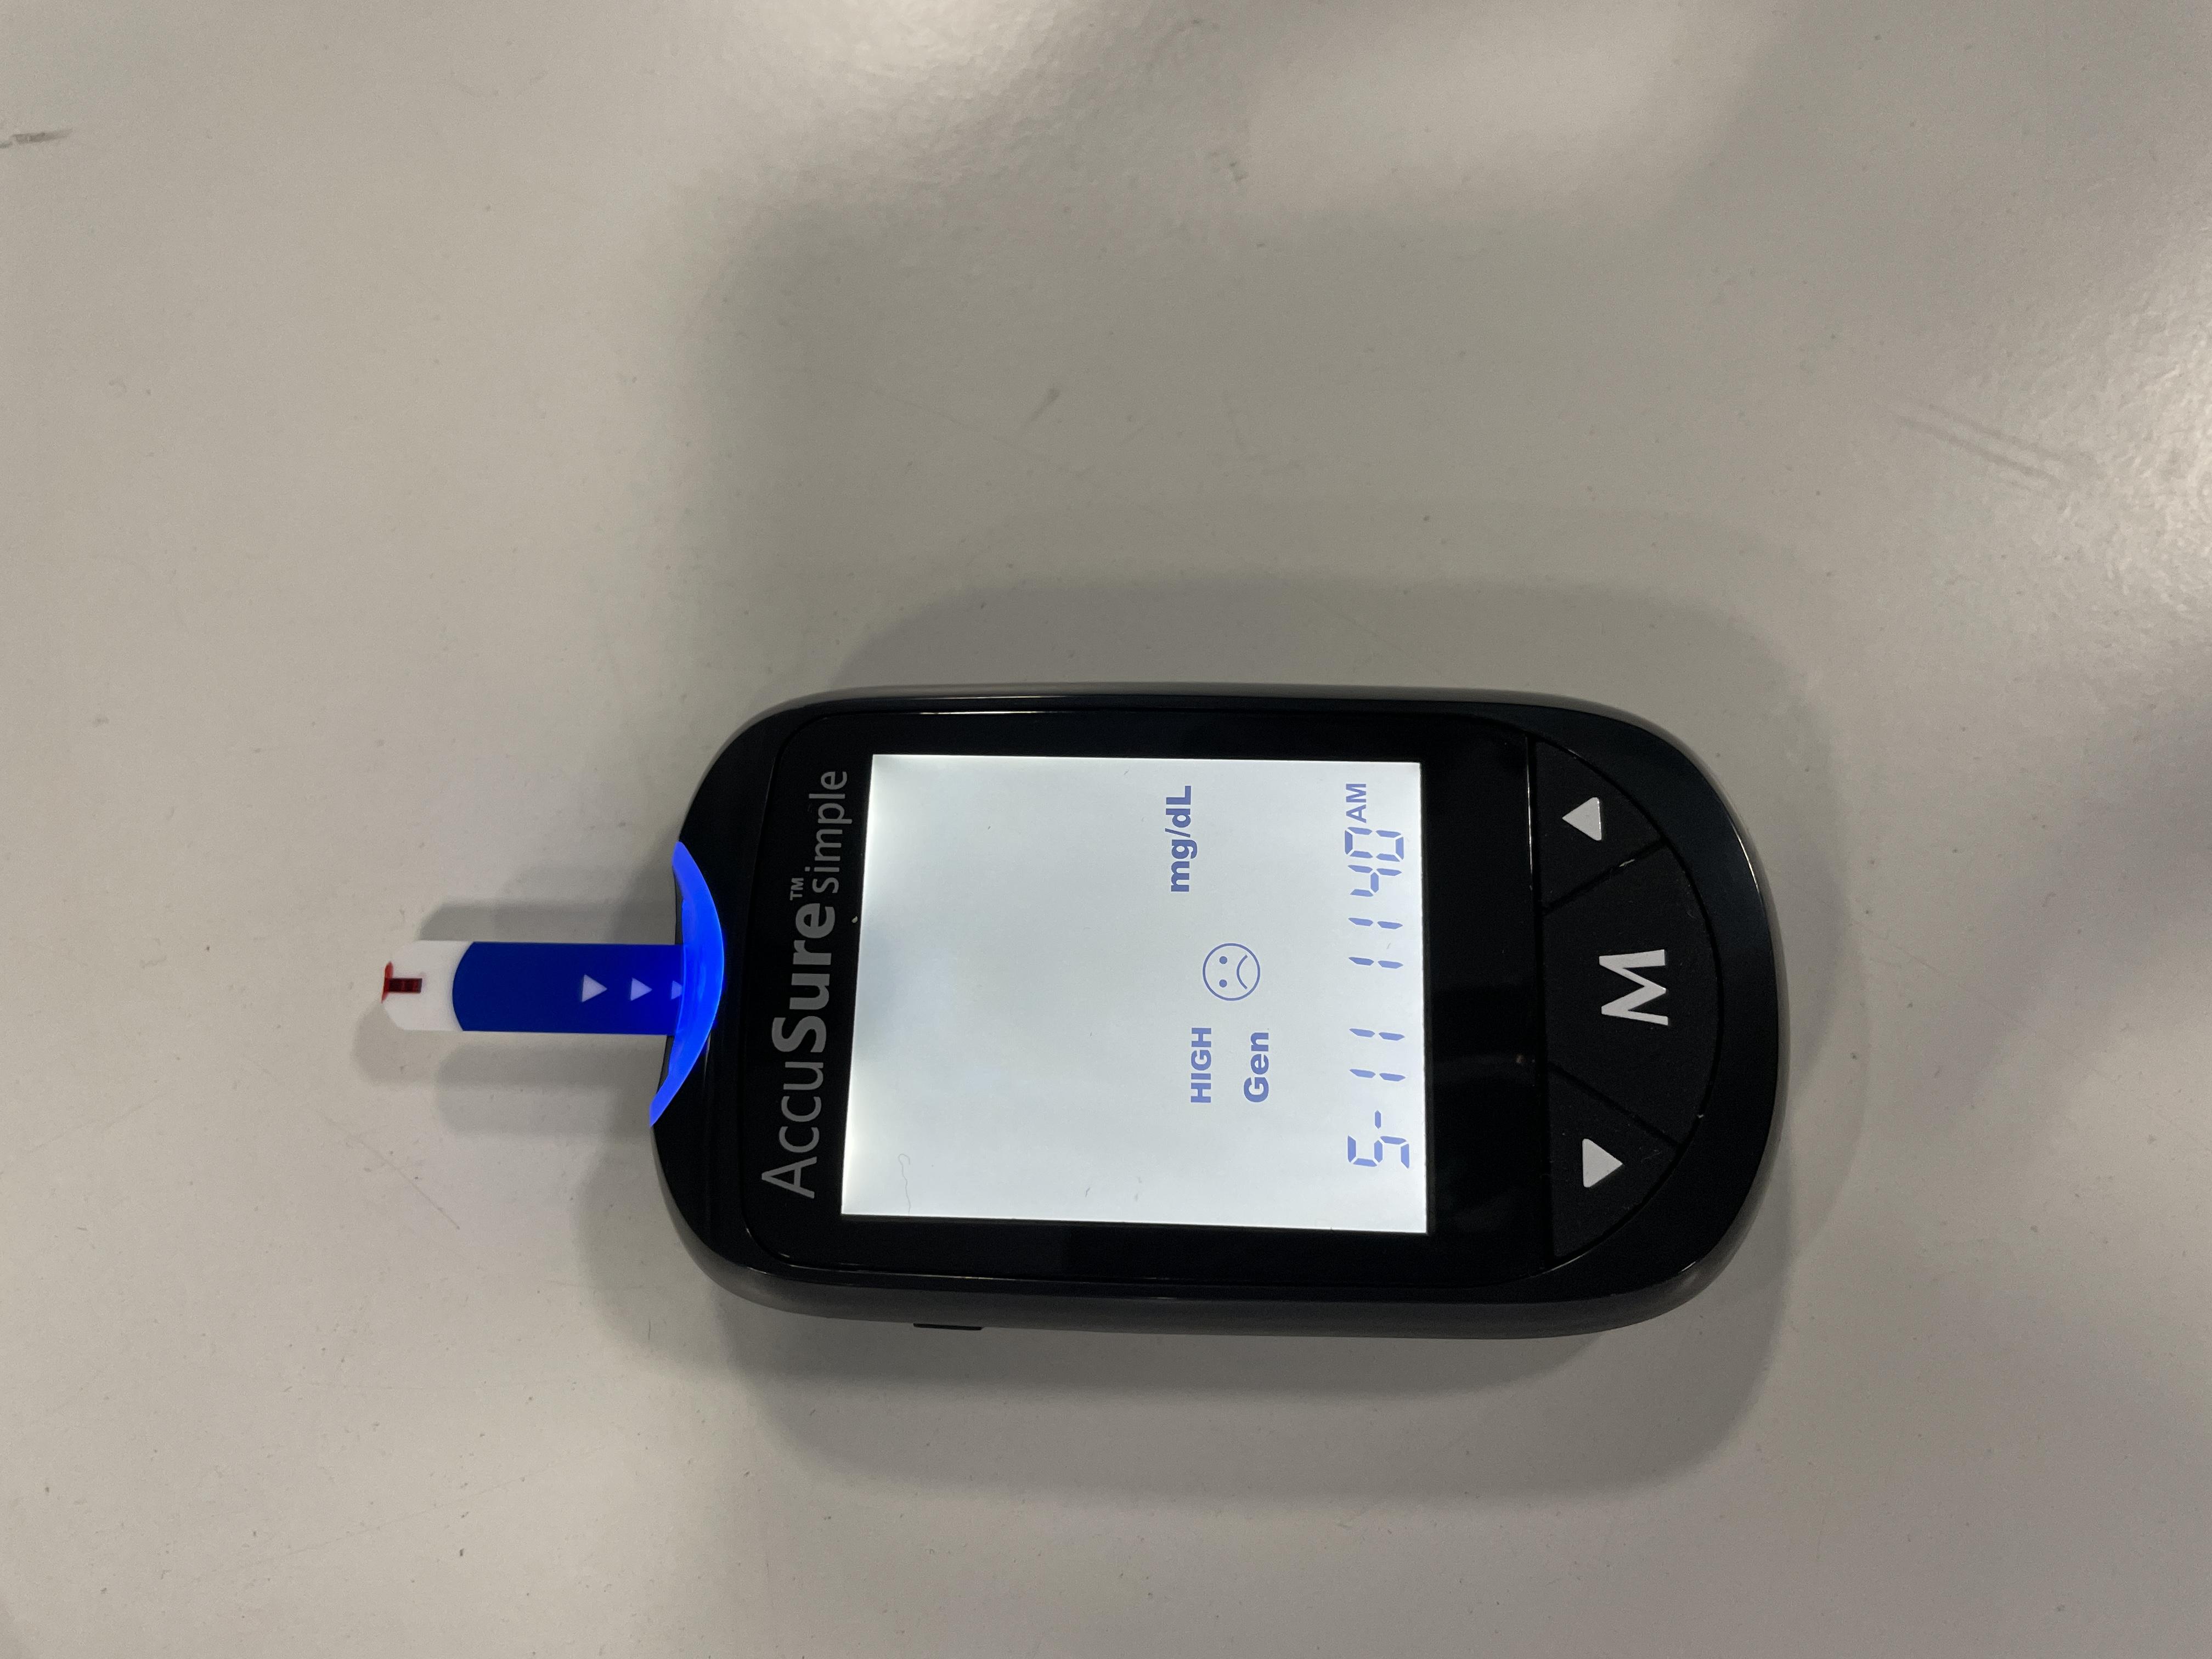 AccuSure™ simple
mg/dL
HIGH
Gen
5-11 11:40 AM
M